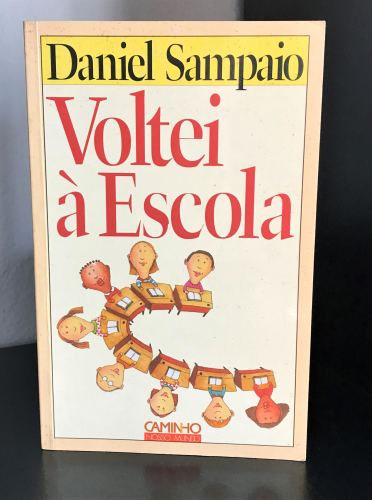 Daniel Sampaio
Voltei
à Escola
CAMINHO
NOSSO MUNDO